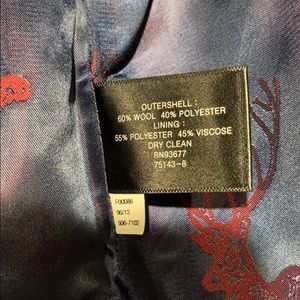 OUTERSHELL :
60% WOOL 40% POLYESTER
LINING :
55% POLYESTER 45% VISCOSE
DRY CLEAN
RN93677
75143-8
F00086
06/13
506-7102